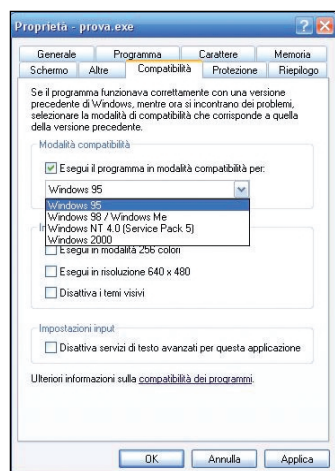 Proprietà - prova.exe
Generale Programma Carattere Memoria
Schermo Altre Compatibilità Protezione Riepilogo
Se il programma funzionava correttamente con una versione
precedente di Windows, mentre ora si incontrano dei problemi,
selezionare la modalità di compatibilità che corrisponde a quella
della versione precedente.
Modalità compatibilità
Esegui il programma in modalità compatibilità per:
Windows 95
Windows 95
Windows 98 / Windows Me
Windows NT 4.0 (Service Pack 5)
Windows 2000
Esegui in modalità 256 colori
Esegui in risoluzione 640 x 480
Disattiva i temi visivi
Impostazioni input
Disattiva servizi di testo avanzati per questa applicazione
Ulteriori informazioni sulla compatibilità dei programmi.
OK Annulla Applica